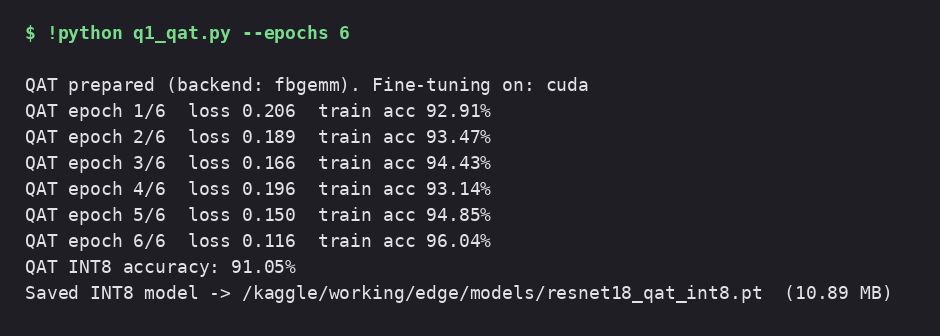 $ !python q1_qat.py --epochs 6
QAT prepared (backend: fbgemm). Fine-tuning on: cuda
QAT epoch 1/6  loss 0.206  train acc 92.91%
QAT epoch 2/6  loss 0.189  train acc 93.47%
QAT epoch 3/6  loss 0.166  train acc 94.43%
QAT epoch 4/6  loss 0.196  train acc 93.14%
QAT epoch 5/6  loss 0.150  train acc 94.85%
QAT epoch 6/6  loss 0.116  train acc 96.04%
QAT INT8 accuracy: 91.05%
Saved INT8 model -> /kaggle/working/edge/models/resnet18_qat_int8.pt  (10.89 MB)